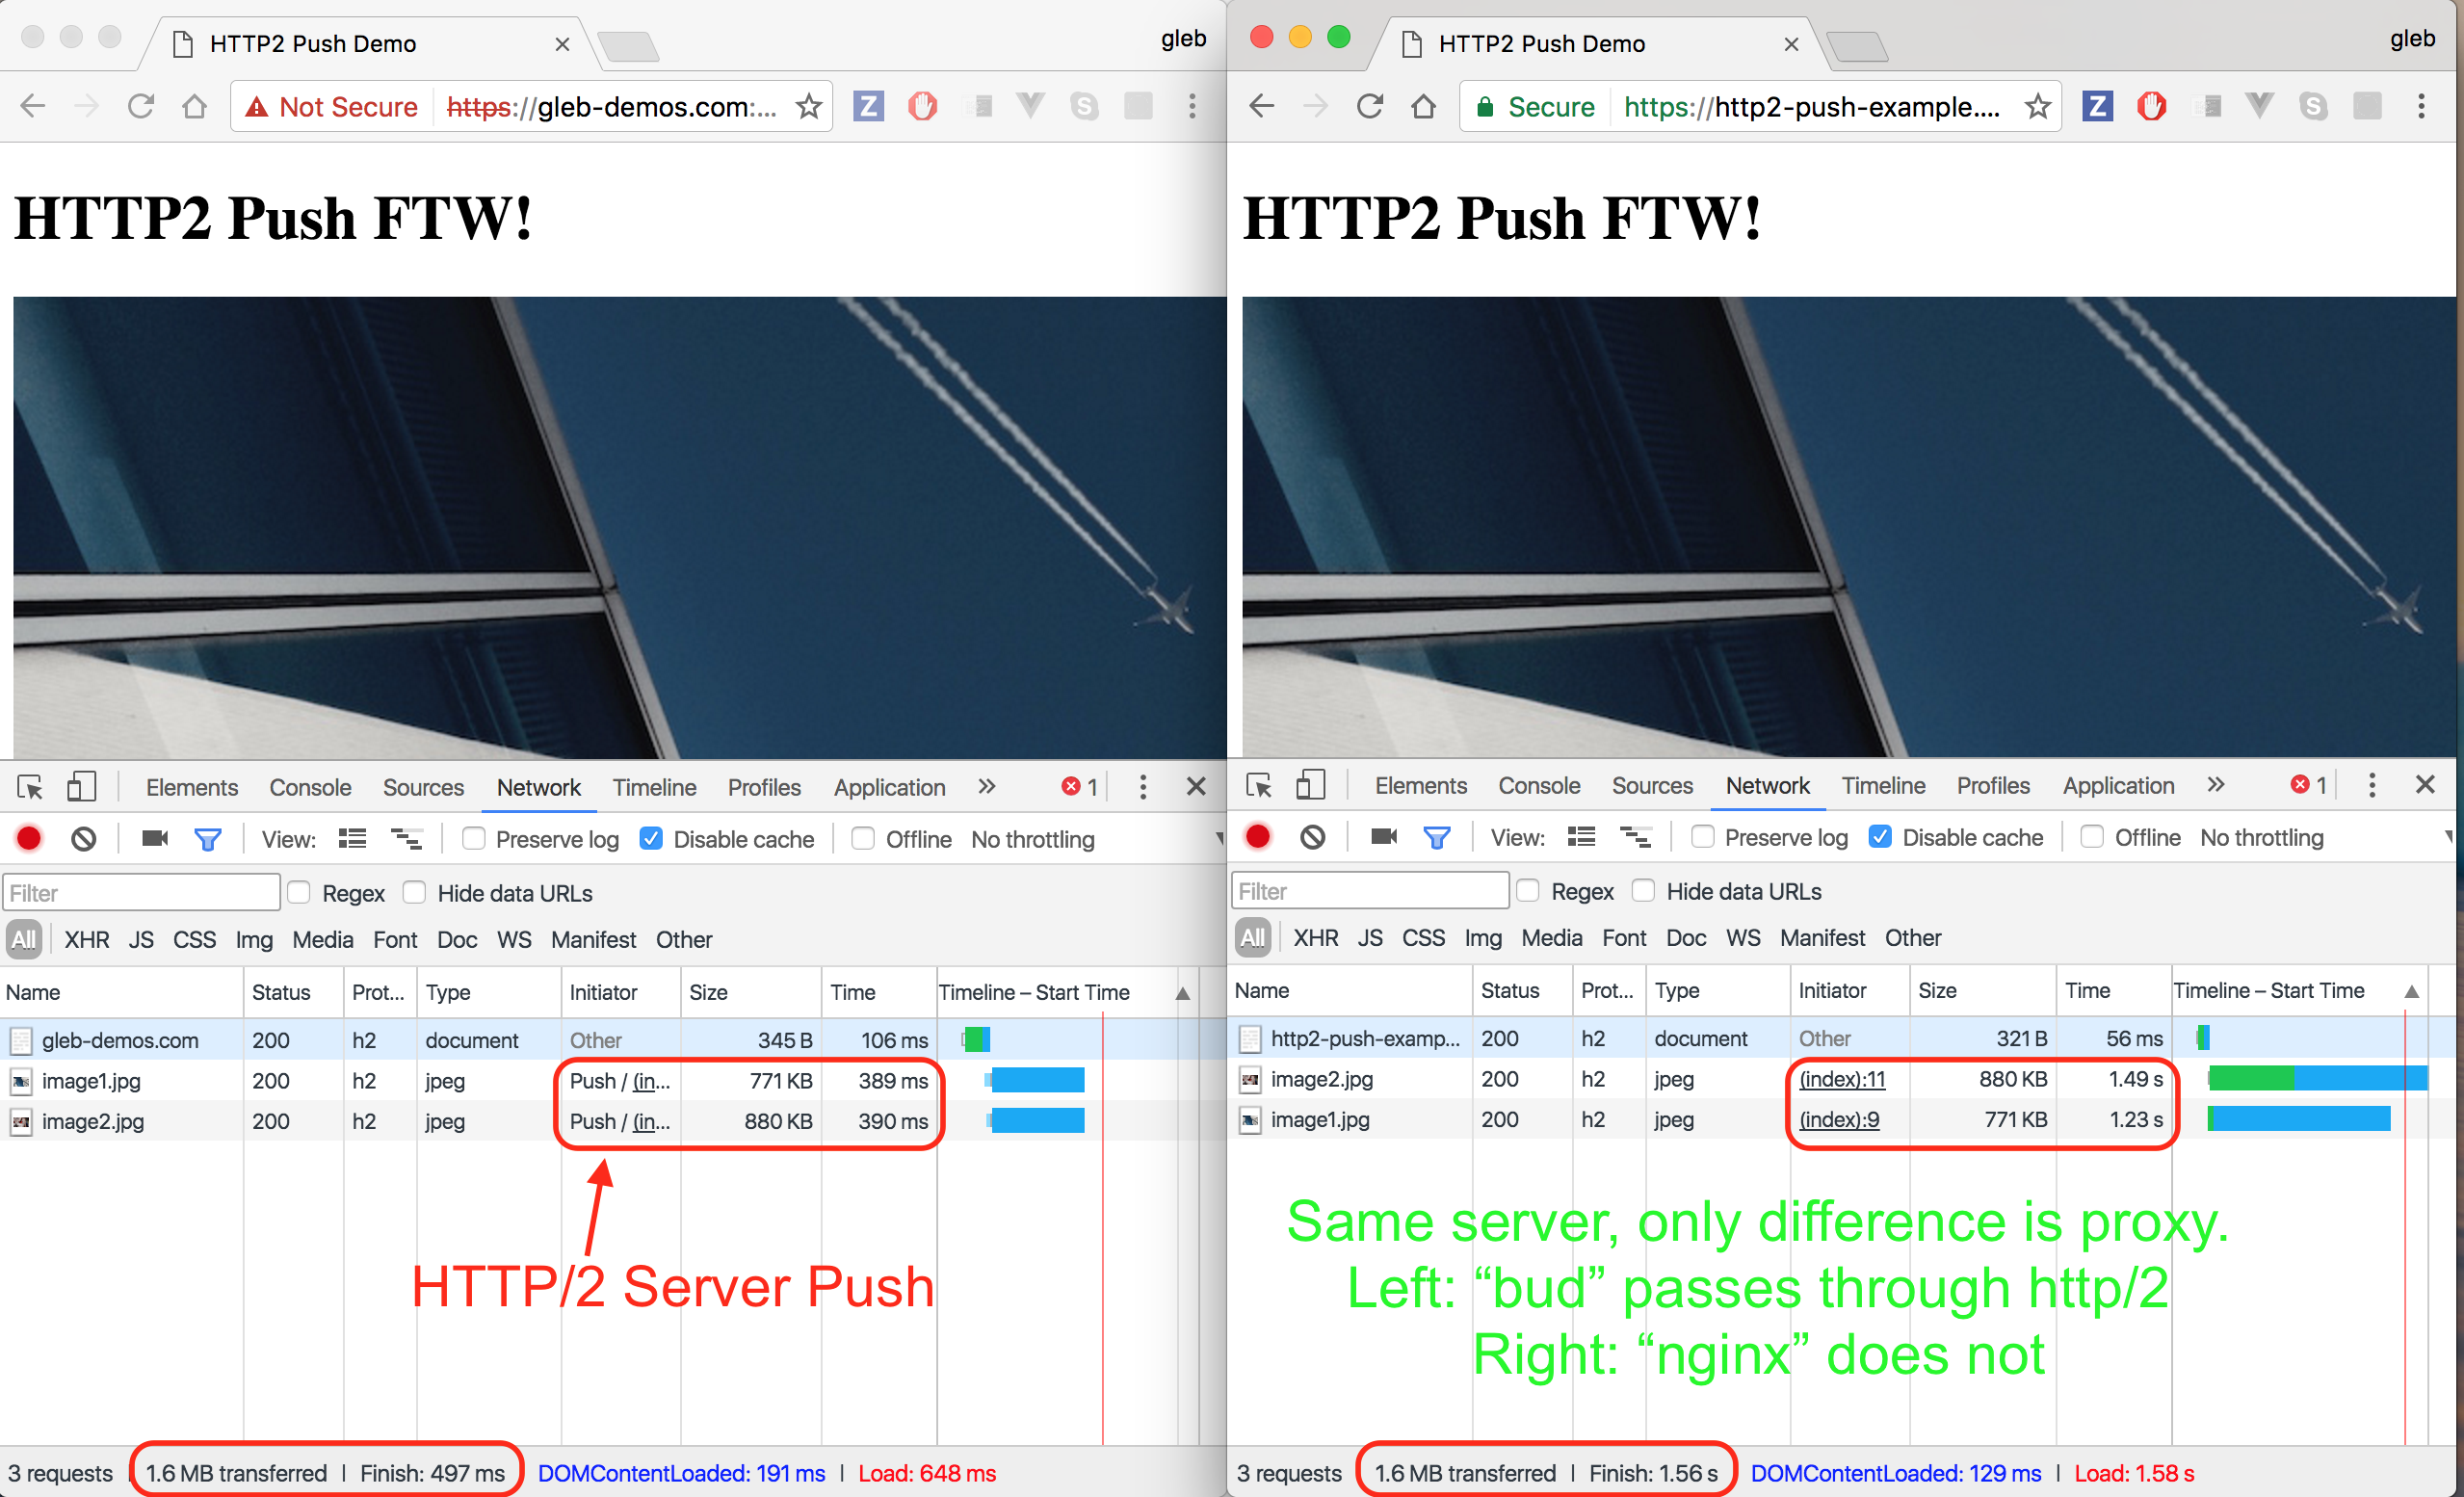 HTTP2 Push Demo
gleb
Not Secure https://gleb-demos.com:...
HTTP2 Push FTW!
Elements Console Sources Network Timeline Profiles Application » 1
View: Preserve log Disable cache Offline No throttling
Filter Regex Hide data URLs
All XHR JS CSS Img Media Font Doc WS Manifest Other
Name Status Prot... Type Initiator Size Time Timeline – Start Time
gleb-demos.com 200 h2 document Other 345 B 106 ms
image1.jpg 200 h2 jpeg Push / (in... 771 KB 389 ms
image2.jpg 200 h2 jpeg Push / (in... 880 KB 390 ms
HTTP/2 Server Push
3 requests | 1.6 MB transferred | Finish: 497 ms DOMContentLoaded: 191 ms | Load: 648 ms
HTTP2 Push Demo
gleb
Secure https://http2-push-example....
HTTP2 Push FTW!
Elements Console Sources Network Timeline Profiles Application » 1
View: Preserve log Disable cache Offline No throttling
Filter Regex Hide data URLs
All XHR JS CSS Img Media Font Doc WS Manifest Other
Name Status Prot... Type Initiator Size Time Timeline – Start Time
http2-push-examp... 200 h2 document Other 321 B 56 ms
image2.jpg 200 h2 jpeg (index):11 880 KB 1.49 s
image1.jpg 200 h2 jpeg (index):9 771 KB 1.23 s
Same server, only difference is proxy.
Left: “bud” passes through http/2
Right: “nginx” does not
3 requests | 1.6 MB transferred | Finish: 1.56 s DOMContentLoaded: 129 ms | Load: 1.58 s